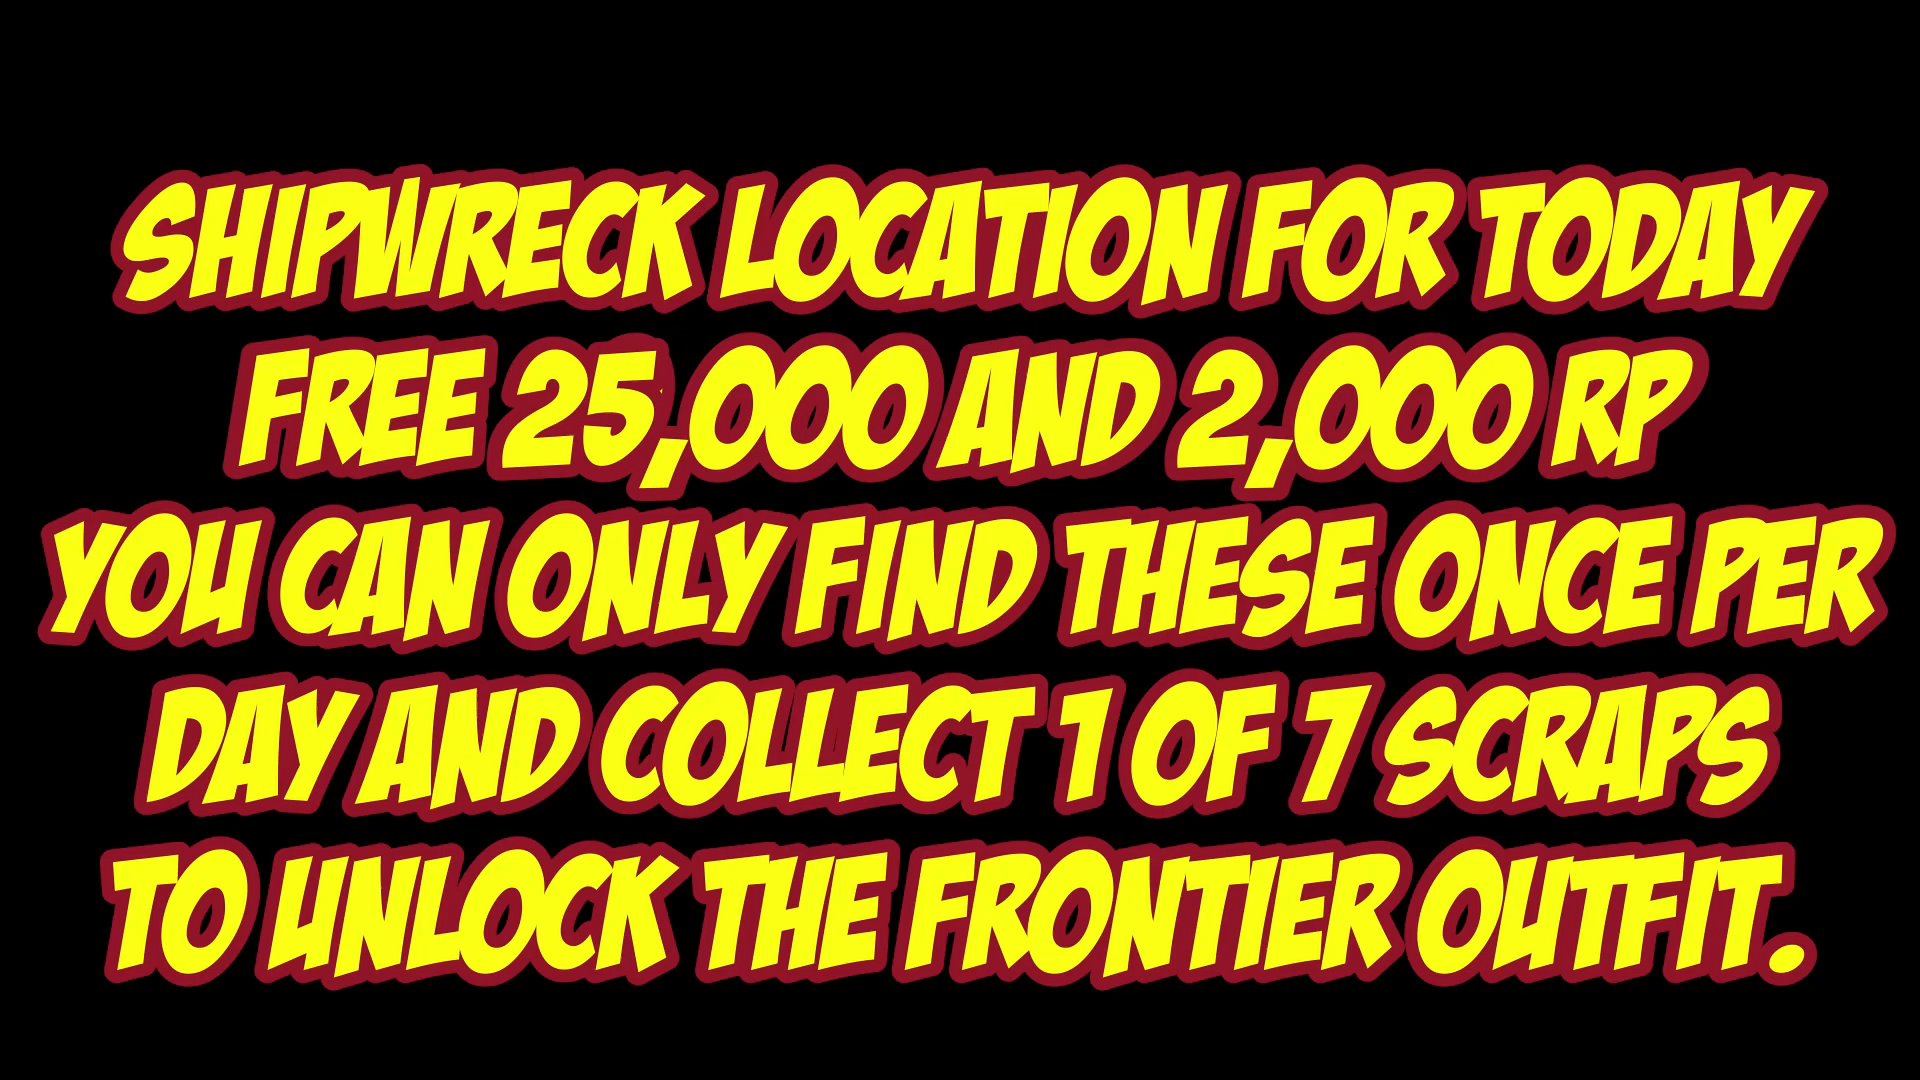 SHIPWRECK LOCATION FOR TODAY
FREE 25,000 AND 2,000 RP
YOU CAN ONLY FIND THESE ONCE PER
DAY AND COLLECT 1 OF 7 SCRAPS
TO UNLOCK THE FRONTIER OUTFIT.